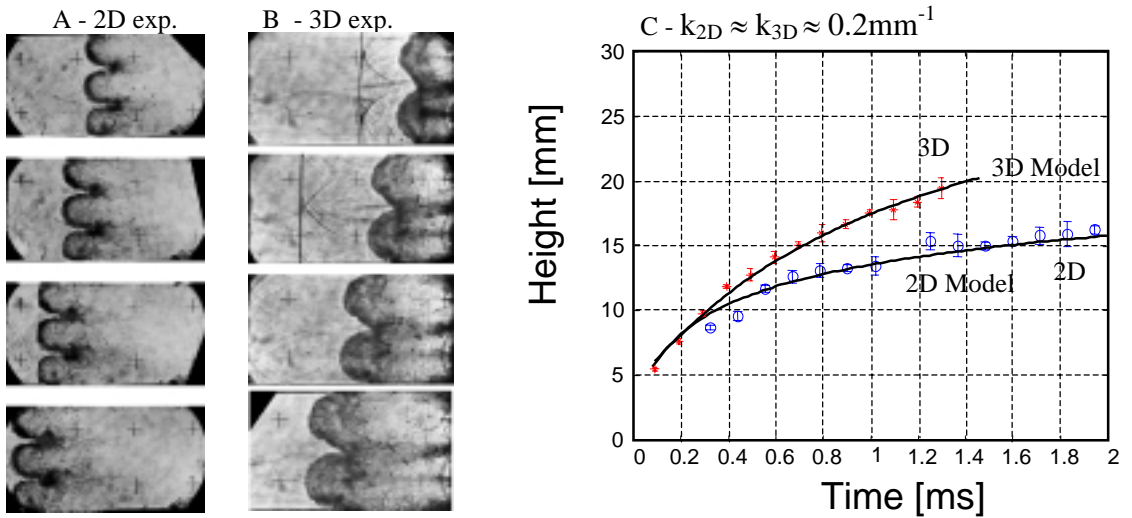 A - 2D exp.
B - 3D exp.
C - k2D ≈ k3D ≈ 0.2mm-1
Height [mm]
30
25
20
15
10
5
0
3D
3D Model
2D Model
2D
0 0.2 0.4 0.6 0.8 1 1.2 1.4 1.6 1.8 2
Time [ms]